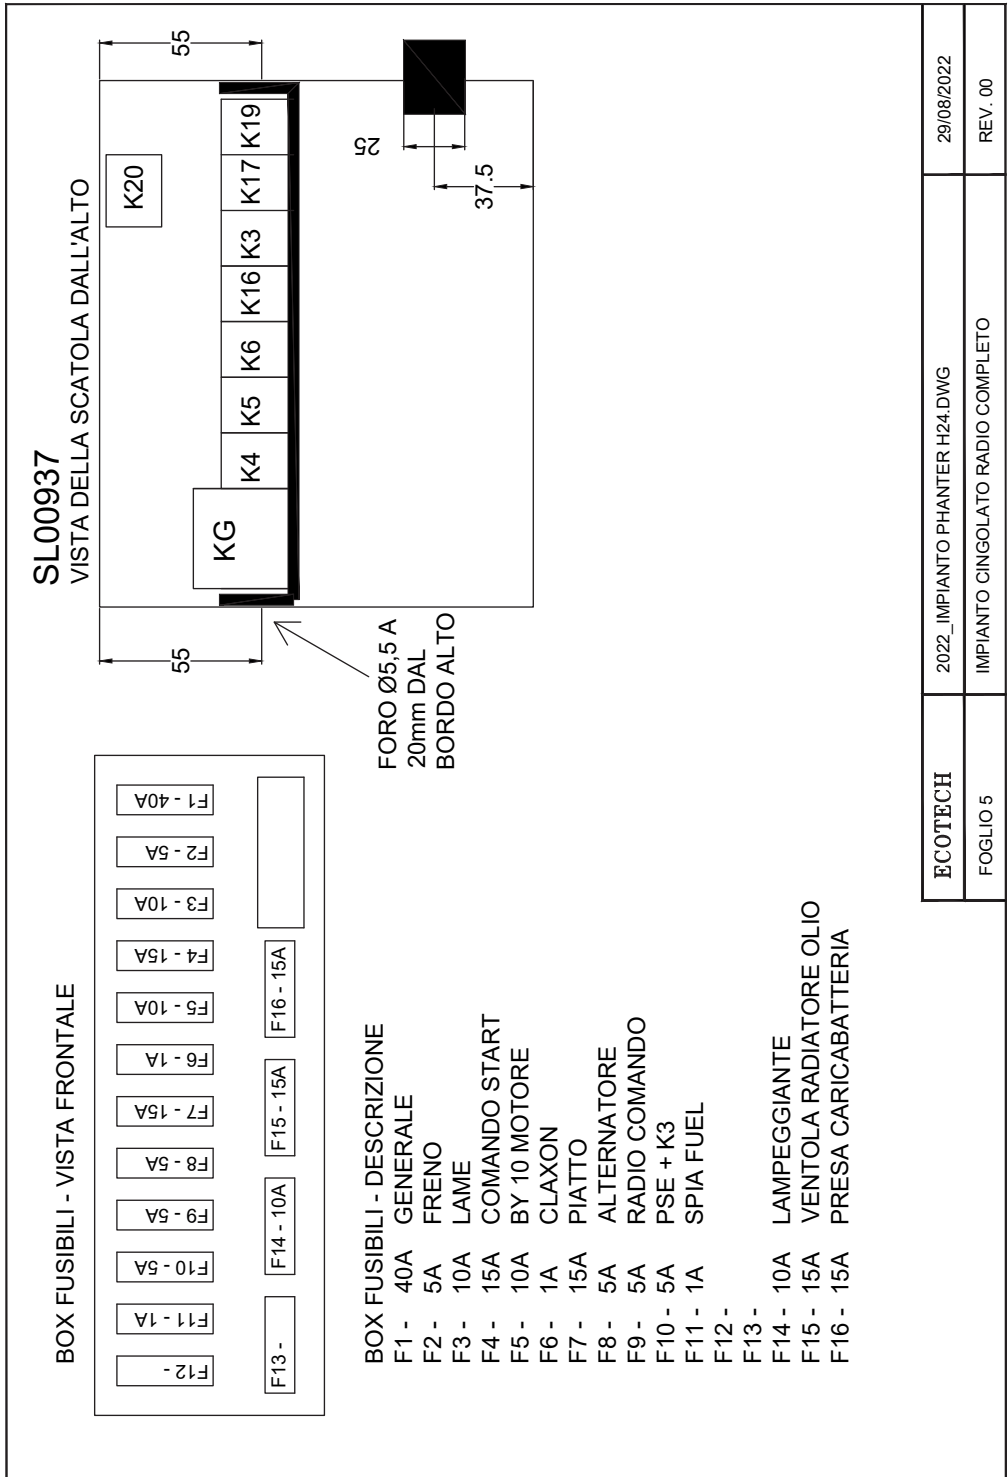 BOX FUSIBILI - VISTA FRONTALE
F12 -
F11 - 1A
F10 - 5A
F9 - 5A
F8 - 5A
F7 - 15A
F6 - 1A
F5 - 10A
F4 - 15A
F3 - 10A
F2 - 5A
F1 - 40A
F13 -
F14 - 10A
F15 - 15A
F16 - 15A
BOX FUSIBILI - DESCRIZIONE
F1 - 40A GENERALE
F2 - 5A FRENO
F3 - 10A LAME
F4 - 15A COMANDO START
F5 - 10A BY 10 MOTORE
F6 - 1A CLAXON
F7 - 15A PIATTO
F8 - 5A ALTERNATORE
F9 - 5A RADIO COMANDO
F10 - 5A PSE + K3
F11 - 1A SPIA FUEL
F12 -
F13 -
F14 - 10A LAMPEGGIANTE
F15 - 15A VENTOLA RADIATORE OLIO
F16 - 15A PRESA CARICABATTERIA
SL00937
VISTA DELLA SCATOLA DALL'ALTO
55
55
K20
KG
K4
K5
K6
K16
K3
K17
K19
25
37.5
FORO Ø5,5 A
20mm DAL
BORDO ALTO
ECOTECH
2022_IMPIANTO PHANTER H24.DWG
29/08/2022
FOGLIO 5
IMPIANTO CINGOLATO RADIO COMPLETO
REV. 00